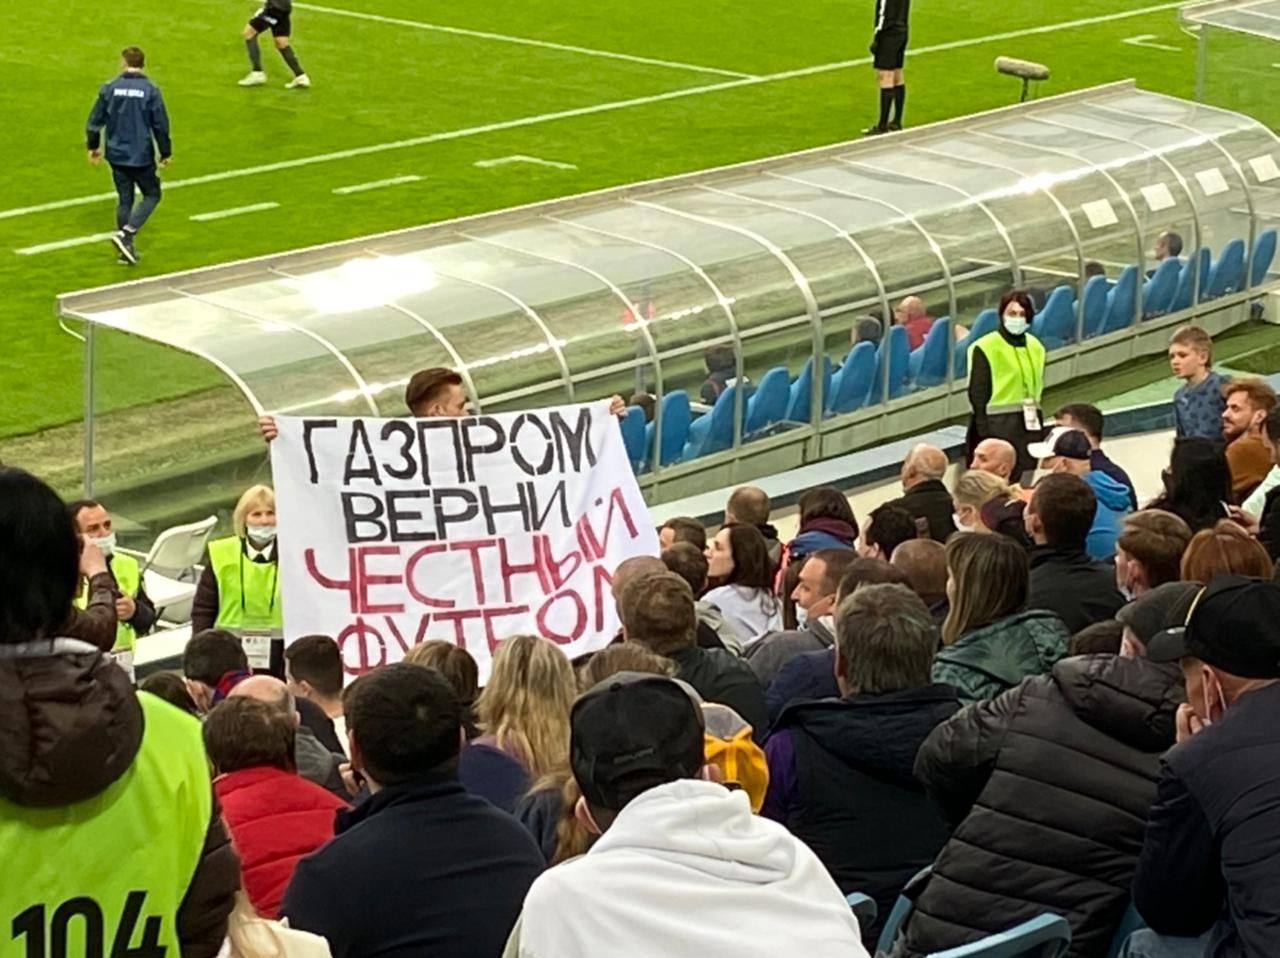 ГАЗПРОМ
ВЕРНИ
ЧЕСТНЫЙ
ФУТБОЛ
104